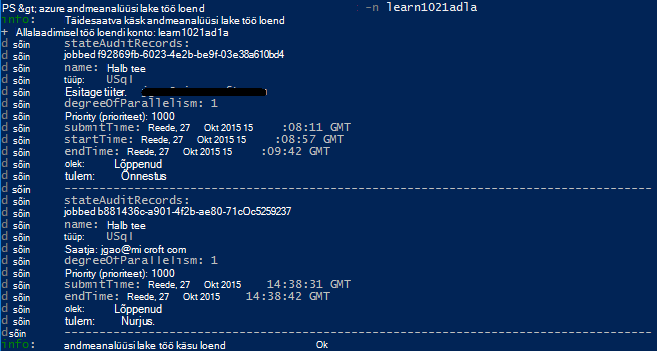 PS &gt; azure andmeanalüüsi lake töö loend -n learn1021adla
info: Täidesaatva käsk andmeanalüüsi lake töö loend
+ Allalaadimisel töö loendi konto: learn1021ad1a
d sõin stateAuditRecords:
d sõin jobbed f92869fb-6023-4e2b-be9f-03e38a610bd4
d sõin name: Halb tee
d sõin tüüp: USql
d sõin Esitage tiiter.
d sõin degreeOfParallelism: 1
d sõin Priority (prioriteet): 1000
d sõin submitTime: Reede, 27 Okt 2015 15 :08:11 GMT
d sõin startTime: Reede, 27 Okt 2015 15 :08:57 GMT
d sõin endTime: Reede, 27 Okt 2015 15 :09:42 GMT
d sõin olek: Lõppenud
d sõin tulem: Õnnestus
d sõin ------------------------------------------------------------------------
d sõin stateAuditRecords:
d sõin jobbed b881436c-a901-4f2b-ae80-71cOc5259237
d sõin name: Halb tee
d sõin tüüp: USql
d sõin Saatja: jgao@mi croft com
d sõin degreeOfParallelism: 1
d sõin Priority (prioriteet): 1000
d sõin submitTime: Reede, 27 Okt 2015 14:38:31 GMT
d sõin endTime: Reede, 27 Okt 2015 14:38:42 GMT
d sõin olek: Lõppenud
d sõin tulem: Nurjus.
d sõin ------------------------------------------------------------------------
info: andmeanalüüsi lake töö käsu loend Ok